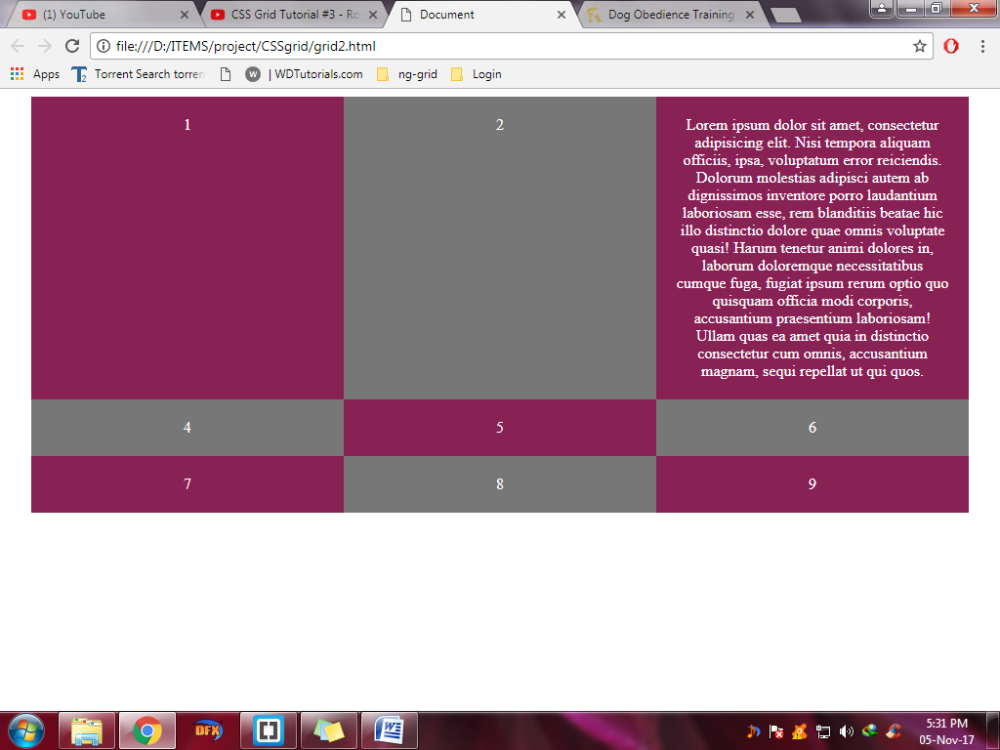 (1) YouTube
CSS Grid Tutorial #3 - Ro
Document
Dog Obedience Training
file:///D:/ITEMS/project/CSSgrid/grid2.html
Apps
Torrent Search torren
W | WDTutorials.com
ng-grid
Login
1
2
Lorem ipsum dolor sit amet, consectetur
adipisicing elit. Nisi tempora aliquam
officiis, ipsa, voluptatum error reiciendis.
Dolorum molestias adipisci autem ab
dignissimos inventore porro laudantium
laboriosam esse, rem blanditiis beatae hic
illo distinctio dolore quae omnis voluptate
quasi! Harum tenetur animi dolores in,
laborum doloremque necessitatibus
cumque fuga, fugiat ipsum rerum optio quo
quisquam officia modi corporis,
accusantium praesentium laboriosam!
Ullam quas ea amet quia in distinctio
consectetur cum omnis, accusantium
magnam, sequi repellat ut qui quos.
4
5
6
7
8
9
DFX
5:31 PM
05-Nov-17